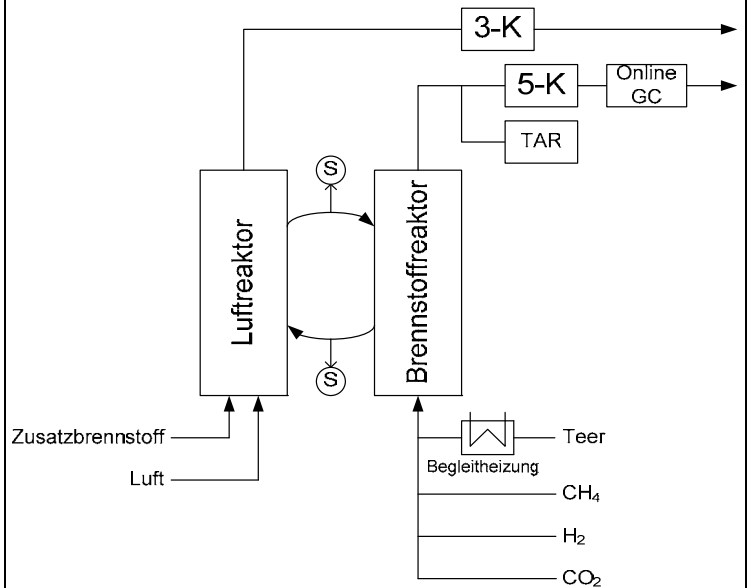 3-K
5-K
Online
GC
TAR
S
Luftreaktor
Brennstoffreaktor
S
Zusatzbrennstoff
Luft
Teer
Begleitheizung
CH₄
H₂
CO₂